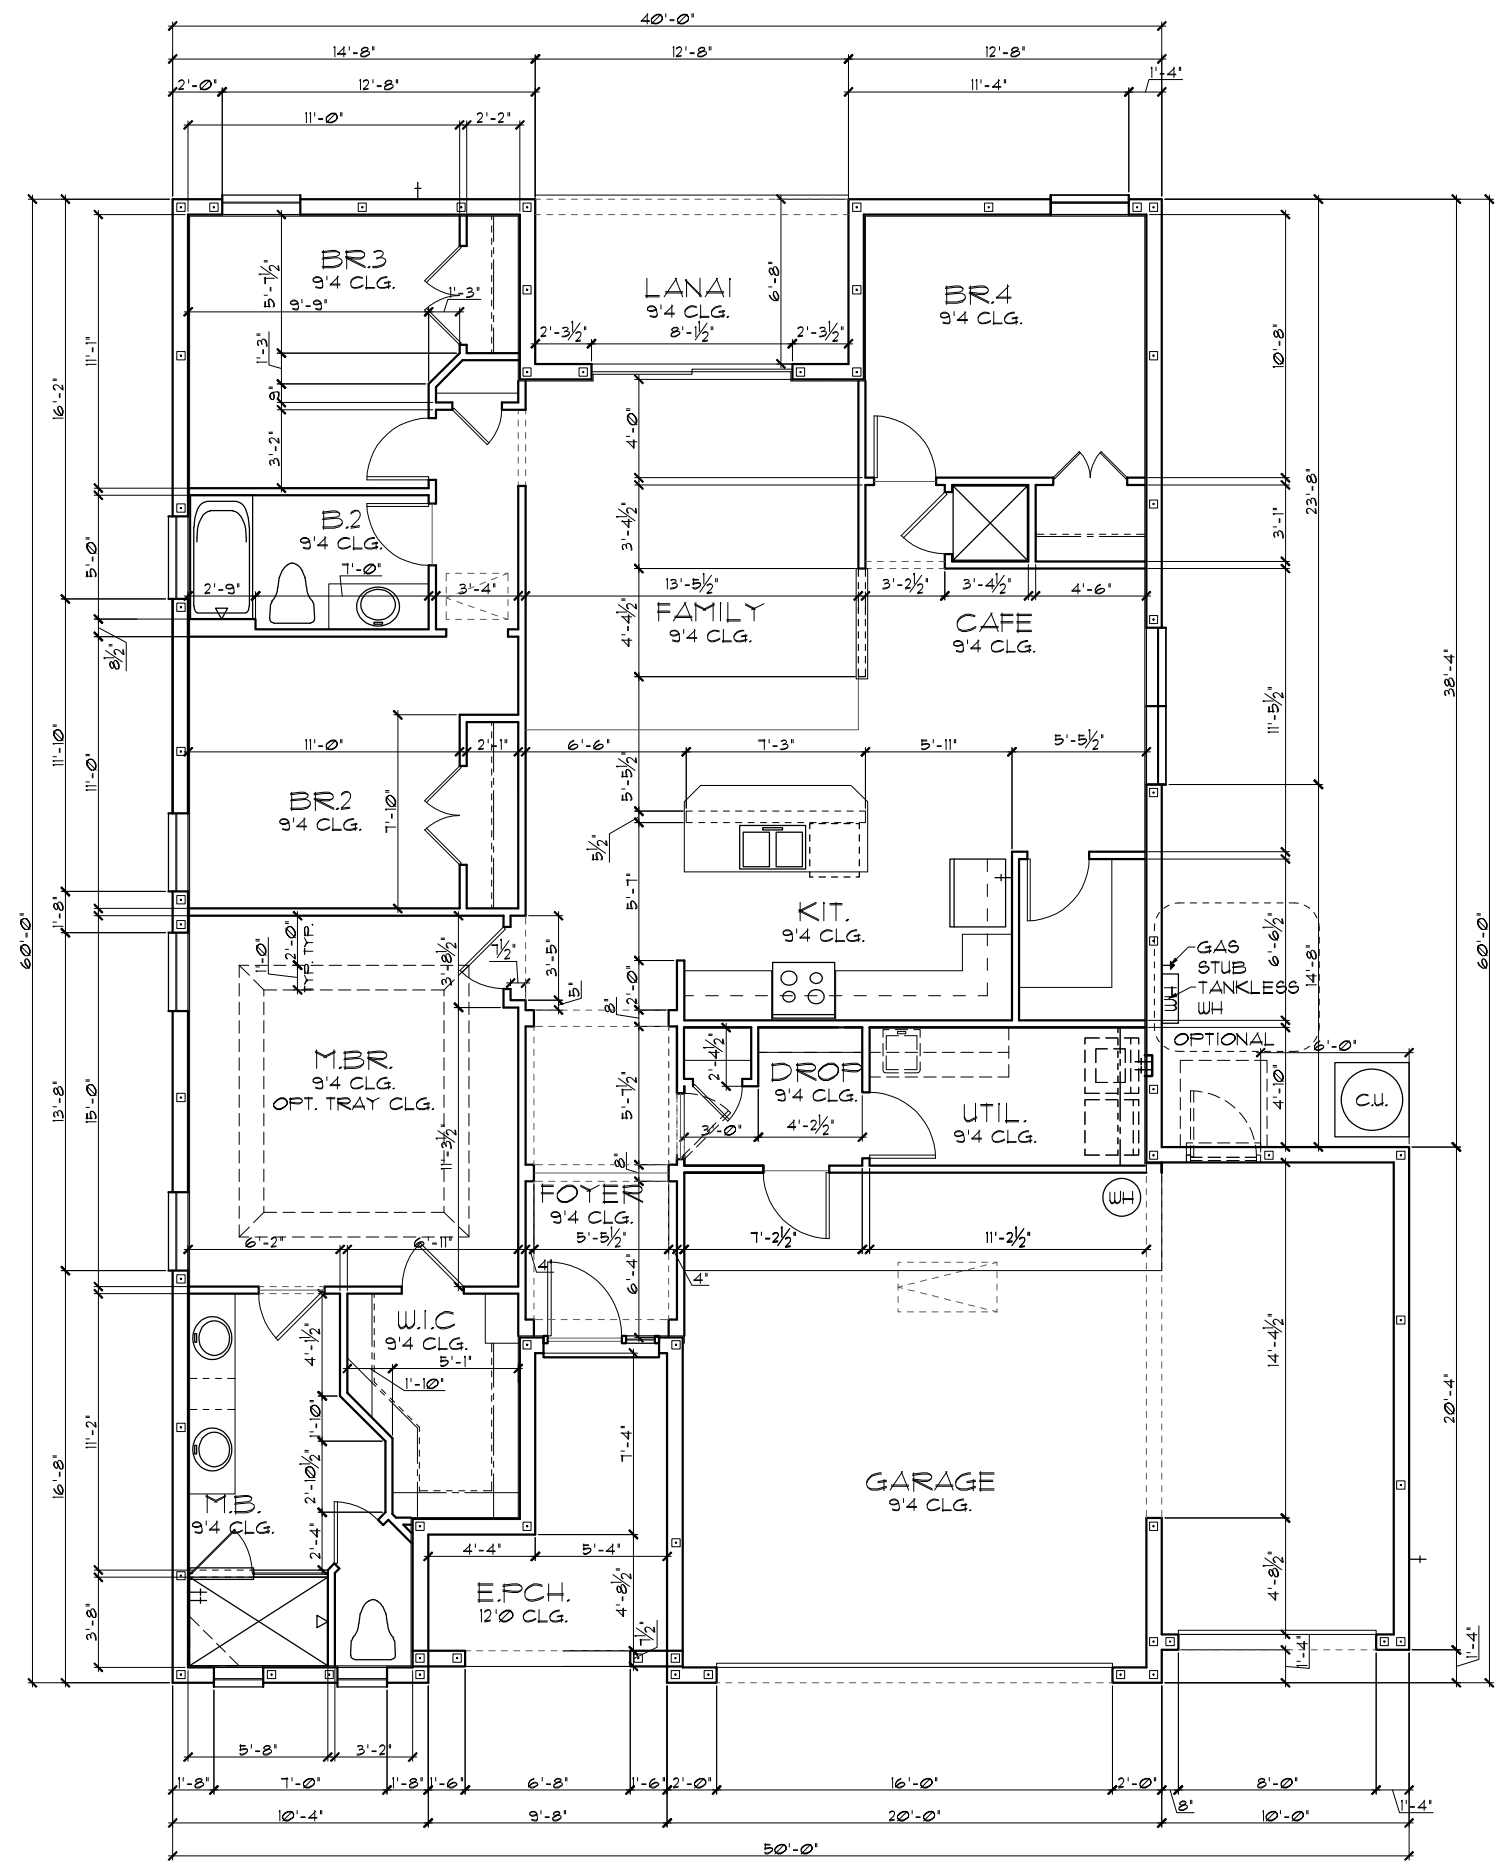 40'-0"
14'-8" 12'-8" 12'-8"
2'-0" 12'-8" 11'-4" 1'-4"
11'-0" 2'-2"
BR.3
9'4 CLG.
5'-7½"
9'-9"
1'-3"
1'-3"
9"
3'-2"
11'-1"
16'-2"
LANAI
9'4 CLG.
6'-8"
2'-3½" 8'-1½" 2'-3½"
BR.4
9'4 CLG.
10'-8"
23'-8"
38'-4"
4'-0"
3'-4½"
3'-1"
B.2
9'4 CLG.
7'-0"
5'-0"
2'-9" 3'-4" 13'-5½" 3'-2½" 3'-4½" 4'-6"
8½"
FAMILY
9'4 CLG.
4'-4½"
CAFE
9'4 CLG.
11'-5½"
11'-10"
11'-0"
11'-0" 2'-1" 6'-6" 7'-3" 5'-11" 5'-5½"
BR.2
9'4 CLG.
7'-10"
5'-5½"
5½"
5'-7"
KIT.
9'4 CLG.
60'-0"
60'-0"
1'-8"
1'-0"
2'-0"
TYP. TYP.
3'-8½"
7½"
3'-5"
5"
2'-0"
8"
6'-6½"
14'-8"
GAS
STUB
TANKLESS
WH
WH
OPTIONAL
6'-0"
4'-10"
C.U.
M.BR.
9'4 CLG.
OPT. TRAY CLG.
13'-8"
15'-0"
11'-3½"
5'-7½"
2'-4½"
DROP
9'4 CLG.
3'-0" 4'-2½"
UTIL.
9'4 CLG.
8"
FOYER
9'4 CLG.
WH
6'-2" 6'-11" 5'-5½" 7'-2½" 11'-2½"
4" 4"
6'-4"
W.I.C
9'4 CLG.
5'-1"
1'-10"
4'-1½"
1'-10"
2'-10½"
2'-4"
11'-2"
16'-8"
7'-4"
14'-4½"
20'-4"
GARAGE
9'4 CLG.
M.B.
9'4 CLG.
4'-4" 5'-4"
E.PCH.
12'0 CLG.
4'-8½"
7½"
4'-8½"
3'-8"
1'-4"
1'-4"
5'-8" 3'-2"
1'-8" 7'-0" 1'-8" 1'-6" 6'-8" 1'-6" 2'-0" 16'-0" 2'-0" 8'-0"
8" 1'-4"
10'-4" 9'-8" 20'-0" 10'-0"
50'-0"